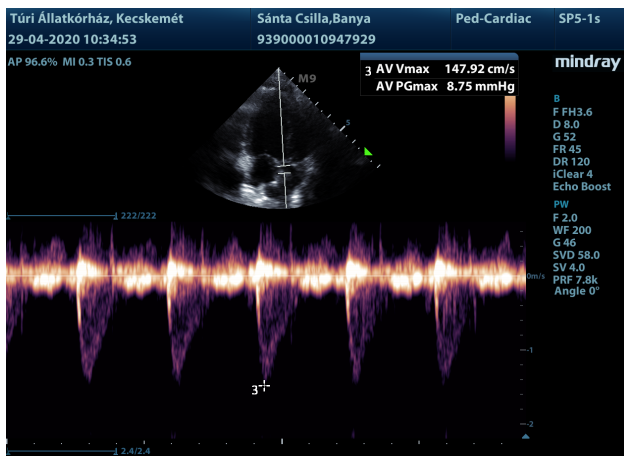 Túri Állatkórház, Kecskemét
Sánta Csilla,Banya
Ped-Cardiac
SP5-1s
29-04-2020 10:34:53
939000010947929
AP 96.6% MI 0.3 TIS 0.6
3 AV Vmax 147.92 cm/s
AV PGmax 8.75 mmHg
mindray
M9
5
B
F FH3.6
D 8.0
G 52
FR 45
DR 120
iClear 4
Echo Boost
PW
F 2.0
WF 200
G 46
SVD 58.0
SV 4.0
PRF 7.8k
Angle 0°
222/222
0m/s
-1
3
-2
2.4/2.4